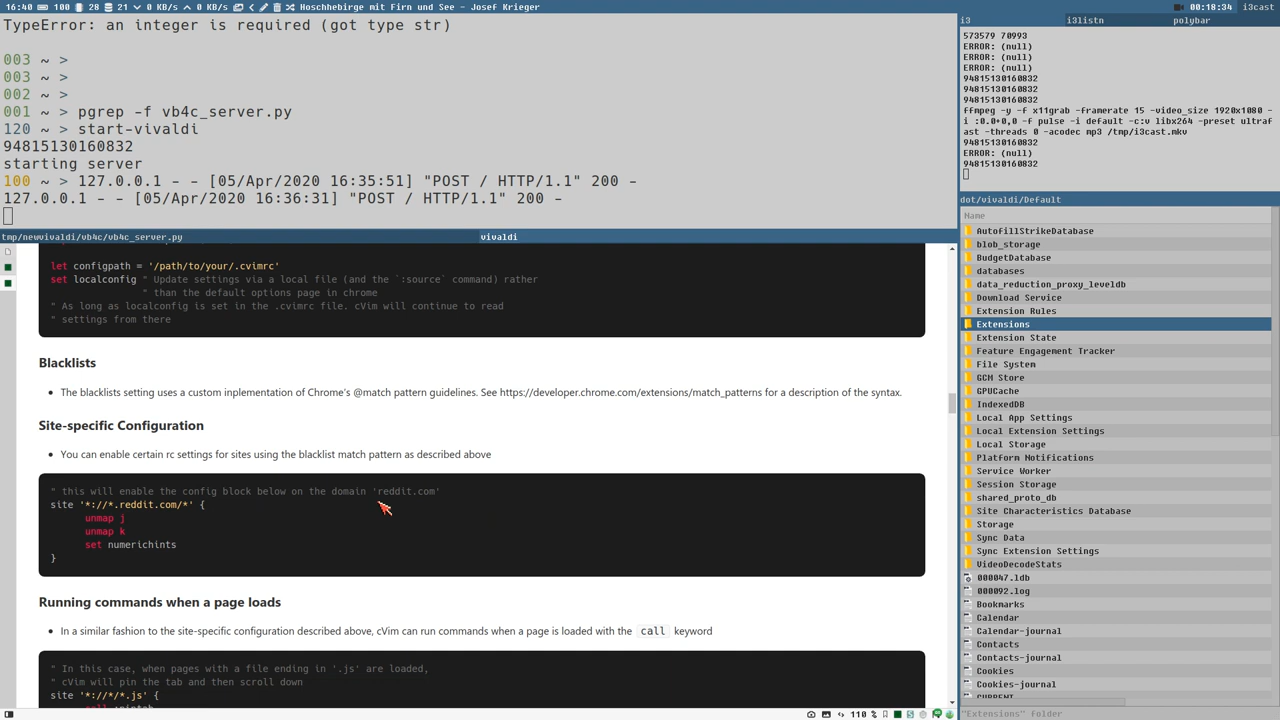 16:40 100 28 21 0 KB/s 0 KB/s Hoschhebirge mit Firn und See - Josef Krieger
00:18:34 i3cast
TypeError: an integer is required (got type str)
003 ~ >
003 ~ >
002 ~ >
001 ~ > pgrep -f vb4c_server.py
120 ~ > start-vivaldi
94815130160832
starting server
100 ~ > 127.0.0.1 - - [05/Apr/2020 16:35:51] "POST / HTTP/1.1" 200 -
127.0.0.1 - - [05/Apr/2020 16:36:31] "POST / HTTP/1.1" 200 -
i3 i3listn polybar
573579 70993
ERROR: (null)
ERROR: (null)
ERROR: (null)
94815130160832
94815130160832
94815130160832
ffmpeg -y -f x11grab -framerate 15 -video_size 1920x1080 -
i :0.0+0,0 -f pulse -i default -c:v libx264 -preset ultraf
ast -threads 0 -acodec mp3 /tmp/i3cast.mkv
94815130160832
ERROR: (null)
94815130160832
tmp/newvivaldi/vb4c/vb4c_server.py vivaldi
let configpath = '/path/to/your/.cvimrc'
set localconfig " Update settings via a local file (and the `:source` command) rather
" than the default options page in chrome
" As long as localconfig is set in the .cvimrc file. cVim will continue to read
" settings from there
Blacklists
• The blacklists setting uses a custom inplementation of Chrome's @match pattern guidelines. See https://developer.chrome.com/extensions/match_patterns for a description of the syntax.
Site-specific Configuration
• You can enable certain rc settings for sites using the blacklist match pattern as described above
" this will enable the config block below on the domain 'reddit.com'
site '*://*.reddit.com/*' {
unmap j
unmap k
set numerichints
}
Running commands when a page loads
• In a similar fashion to the site-specific configuration described above, cVim can run commands when a page is loaded with the call keyword
" In this case, when pages with a file ending in '.js' are loaded,
" cVim will pin the tab and then scroll down
site '*://*/*.js' {
call :pintab
110 %
dot/vivaldi/Default
Name
AutofillStrikeDatabase
blob_storage
BudgetDatabase
databases
data_reduction_proxy_leveldb
Download Service
Extension Rules
Extensions
Extension State
Feature Engagement Tracker
File System
GCM Store
GPUCache
IndexedDB
Local App Settings
Local Extension Settings
Local Storage
Platform Notifications
Service Worker
Session Storage
shared_proto_db
Site Characteristics Database
Storage
Sync Data
Sync Extension Settings
VideoDecodeStats
000047.ldb
000092.log
Bookmarks
Calendar
Calendar-journal
Contacts
Contacts-journal
Cookies
Cookies-journal
CURRENT
"Extensions" folder